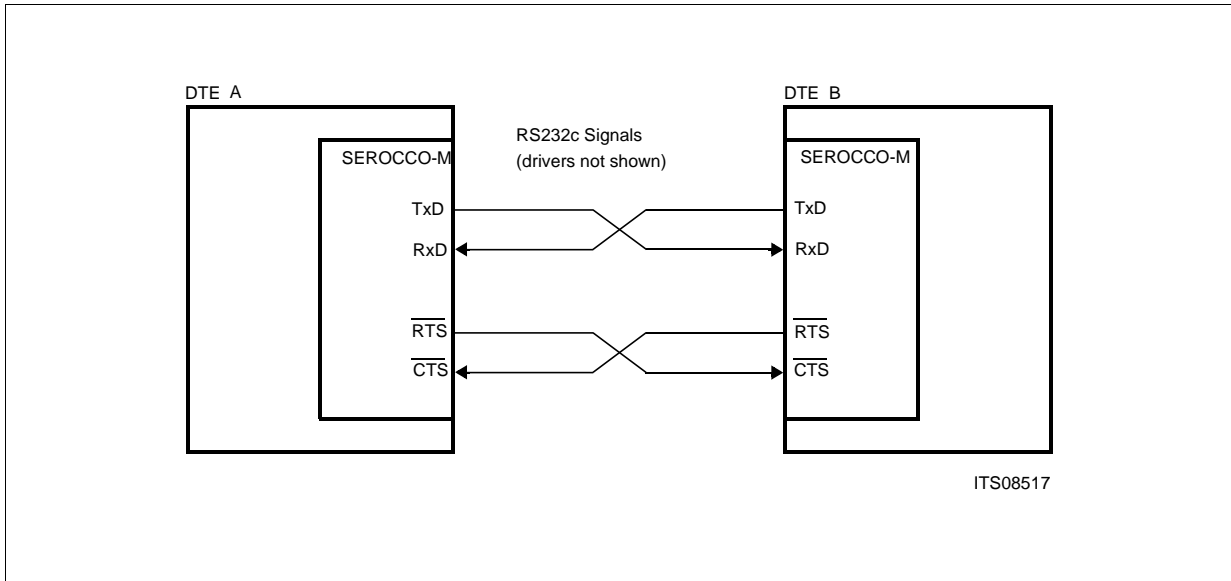 DTE A
DTE B
RS232c Signals
(drivers not shown)
SEROCCO-M
SEROCCO-M
TxD
TxD
RxD
RxD
RTS
RTS
CTS
CTS
ITS08517